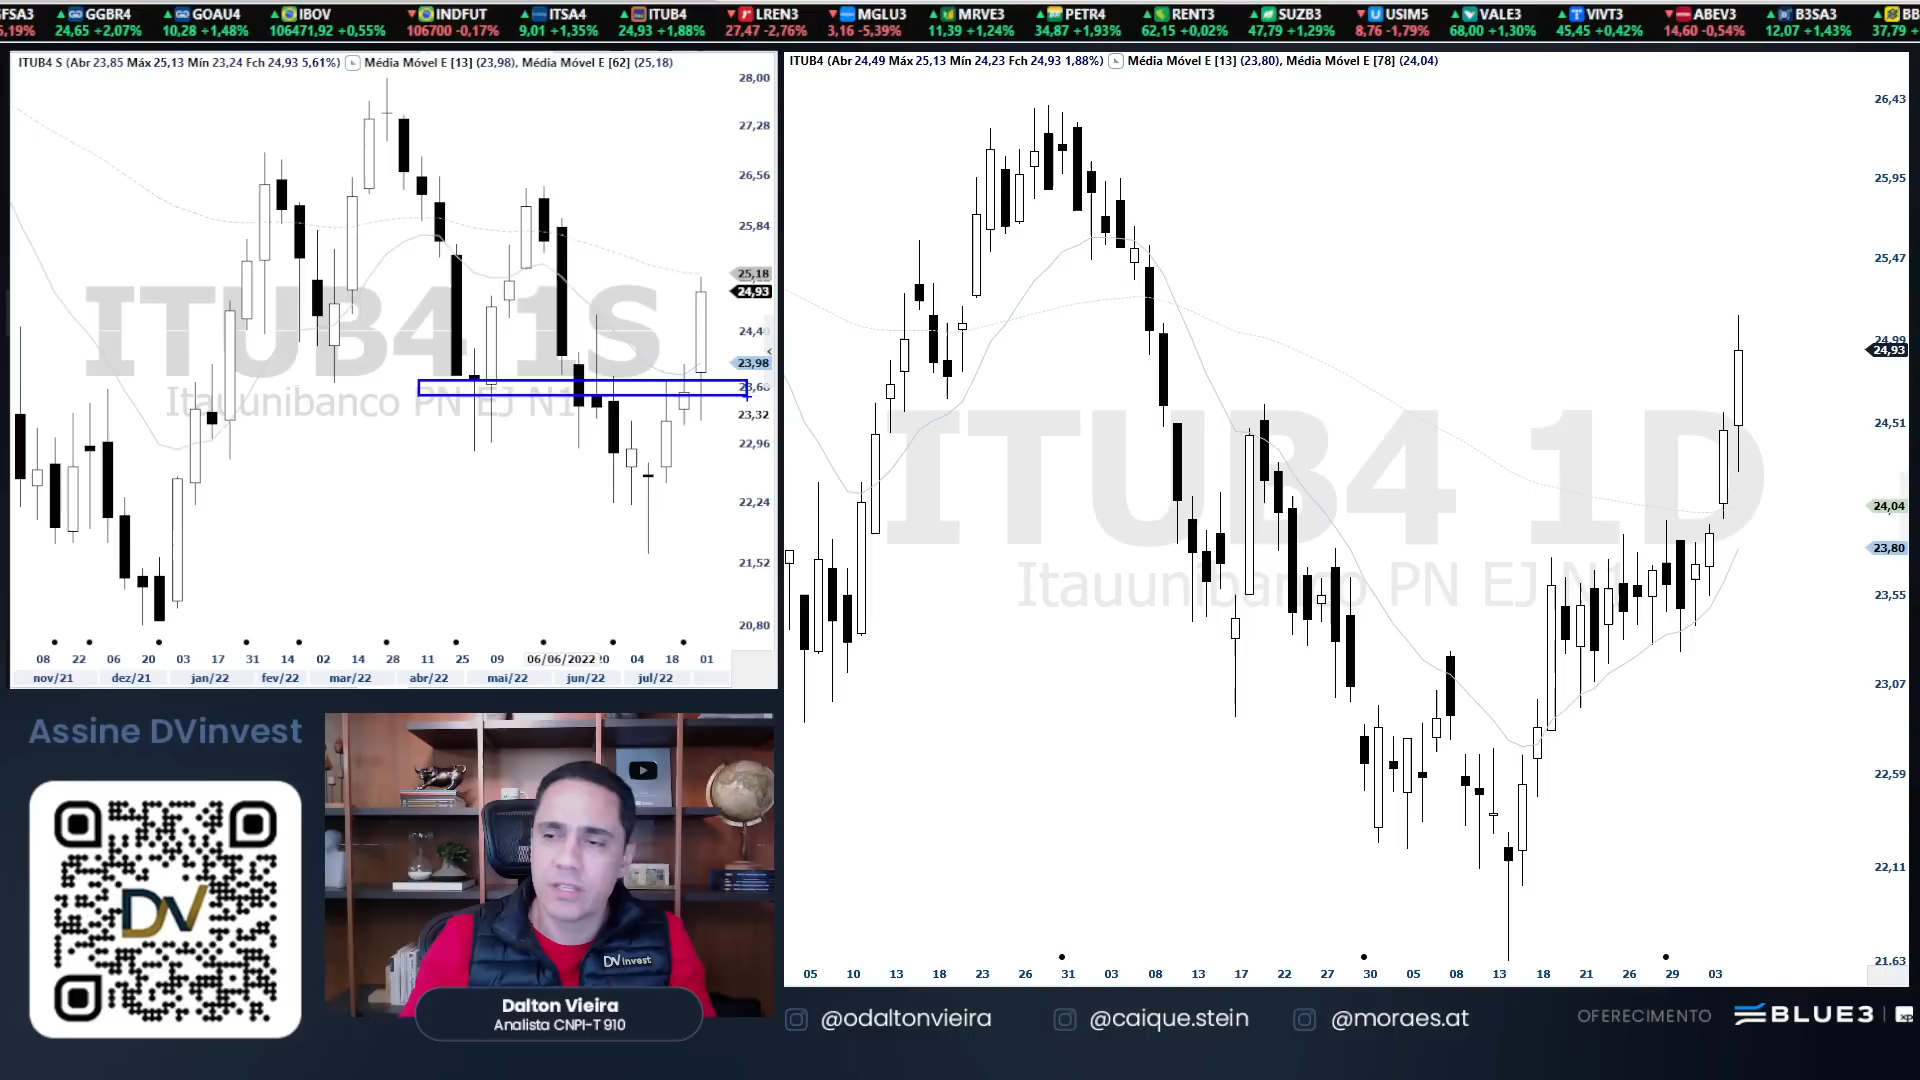 FSA3 GGBR4 GOAU4 IBOV INDFUT ITSA4 ITUB4 LREN3 MGLU3 MRVE3 PETR4 RENT3 SUZB3 USIM5 VALE3 VIVT3 ABEV3 B3SA3 BB
6,19% 24,65 +2,07% 10,28 +1,48% 106471,92 +0,55% 106700 -0,17% 9,01 +1,35% 24,93 +1,88% 27,47 -2,76% 3,16 -5,39% 11,39 +1,24% 34,87 +1,93% 62,15 +0,02% 47,79 +1,29% 8,76 -1,79% 68,00 +1,30% 45,45 +0,42% 14,60 -0,54% 12,07 +1,43% 37,79 +
ITUB4 S (Abr 23,85 Máx 25,13 Mín 23,24 Fch 24,93 5,61%) Média Móvel E [13] (23,98), Média Móvel E [62] (25,18)
28,00
27,28
26,56
25,84
25,18
24,93
23,98
23,32
22,96
22,24
21,52
20,80
ITUB4 1S
Itauunibanco PN EJ N1
08 22 06 20 03 17 31 14 02 14 28 11 25 09 06/06/2022 20 04 18 01
nov/21 dez/21 jan/22 fev/22 mar/22 abr/22 mai/22 jun/22 jul/22
ITUB4 (Abr 24,49 Máx 25,13 Mín 24,23 Fch 24,93 1,88%) Média Móvel E [13] (23,80), Média Móvel E [78] (24,04)
26,43
25,95
25,47
24,99
24,93
24,51
24,04
23,80
23,55
23,07
22,59
22,11
21,63
ITUB4 1D
Itauunibanco PN EJ N1
05 10 13 18 23 26 31 03 08 13 17 22 27 30 05 08 13 18 21 26 29 03
Assine DVinvest
DV
DV invest
Dalton Vieira
Analista CNPI-T 910
@odaltonvieira @caique.stein @moraes.at
OFERECIMENTO BLUE3 xp